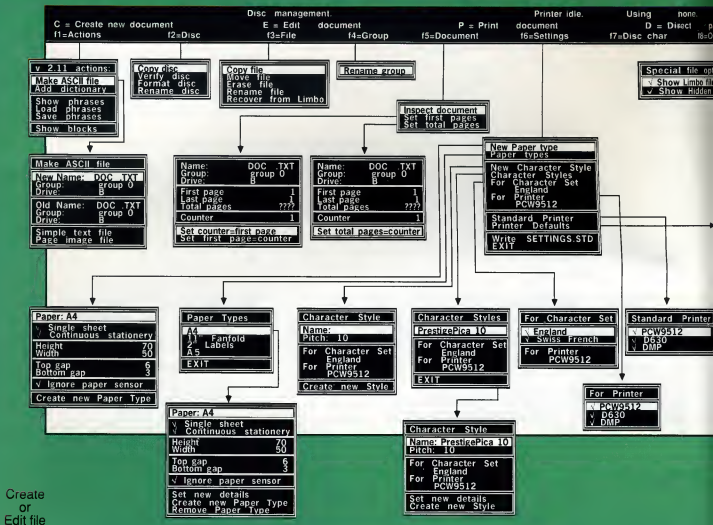 Disc management. Printer idle. Using none.
C = Create new document E = Edit document P = Print document D = Direct
f1=Actions f2=Disc f3=File f4=Group f5=Document f6=Settings f7=Disc char
v 2.11 actions:
Make ASCII file
Add dictionary
Show phrases
Load phrases
Save phrases
Show blocks
Copy disc
Verify disc
Format disc
Rename disc
Copy file
Move file
Erase file
Rename file
Recover from Limbo
Rename group
Inspect document
Set first pages
Set total pages
Special file opt
√ Show Limbo fil
√ Show Hidden
Make ASCII file
New Name: DOC .TXT
Group: group 0
Drive: B
Old Name: DOC .TXT
Group: group 0
Drive: B
Simple text file
Page image file
Name: DOC .TXT
Group: group 0
Drive: B
First page 1
Last page 1
Total pages ????
Counter 1
Set counter=first page
Set first page=counter
Name: DOC .TXT
Group: group 0
Drive: B
First page 1
Last page 1
Total pages ????
Counter 1
Set total pages=counter
New Paper type
Paper types
New Character Style
Character Styles
For Character Set
England
For Printer
PCW9512
Standard Printer
Printer Defaults
Write SETTINGS.STD
EXIT
Paper: A4
Single sheet
√ Continuous stationery
Height 70
Width 50
Top gap 6
Bottom gap 3
√ Ignore paper sensor
Create new Paper Type
Paper Types
A4
11" Fanfold
2" Labels
A5
EXIT
Character Style
Name:
Pitch: 10
For Character Set
England
For Printer
PCW9512
Create new Style
Character Styles
PrestigePica 10
For Character Set
England
For Printer
PCW9512
EXIT
For Character Set
√ England
√ Swiss French
For Printer
√ PCW9512
Standard Printer
√ PCW9512
√ D630
√ DMP
For Printer
√ PCW9512
√ D630
√ DMP
Paper: A4
Single sheet
√ Continuous stationery
Height 70
Width 50
Top gap 6
Bottom gap 3
√ Ignore paper sensor
Set new details
Create new Paper Type
Remove Paper Type
Character Style
Name: PrestigePica 10
Pitch: 10
For Character Set
England
For Printer
PCW9512
Set new details
Create new Style
Create
or
Edit file